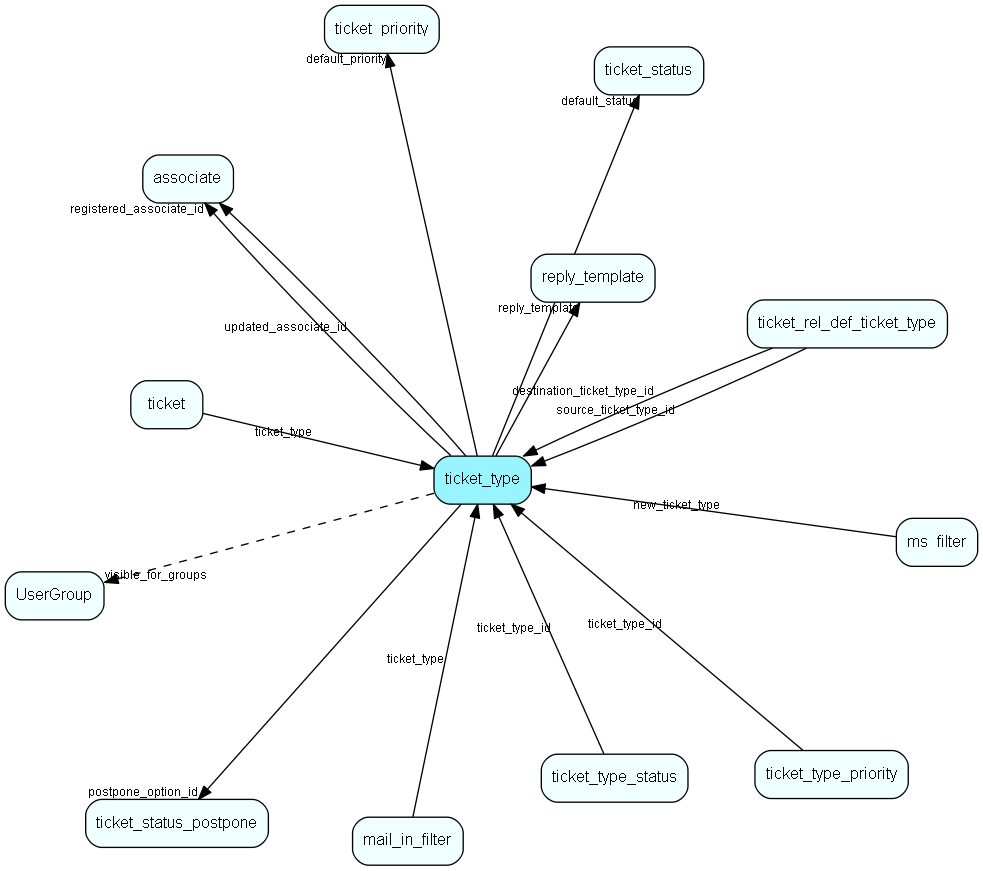 ticket_priority
default_priority
ticket_status
default_status
associate
registered_associate_id
reply_template
reply_template
ticket_rel_def_ticket_type
updated_associate_id
destination_ticket_type_id
source_ticket_type_id
ticket
ticket_type
ticket_type
new_ticket_type
ms_filter
visible_for_groups
UserGroup
ticket_type_id
ticket_type_id
ticket_type
ticket_type_status
ticket_type_priority
postpone_option_id
ticket_status_postpone
mail_in_filter